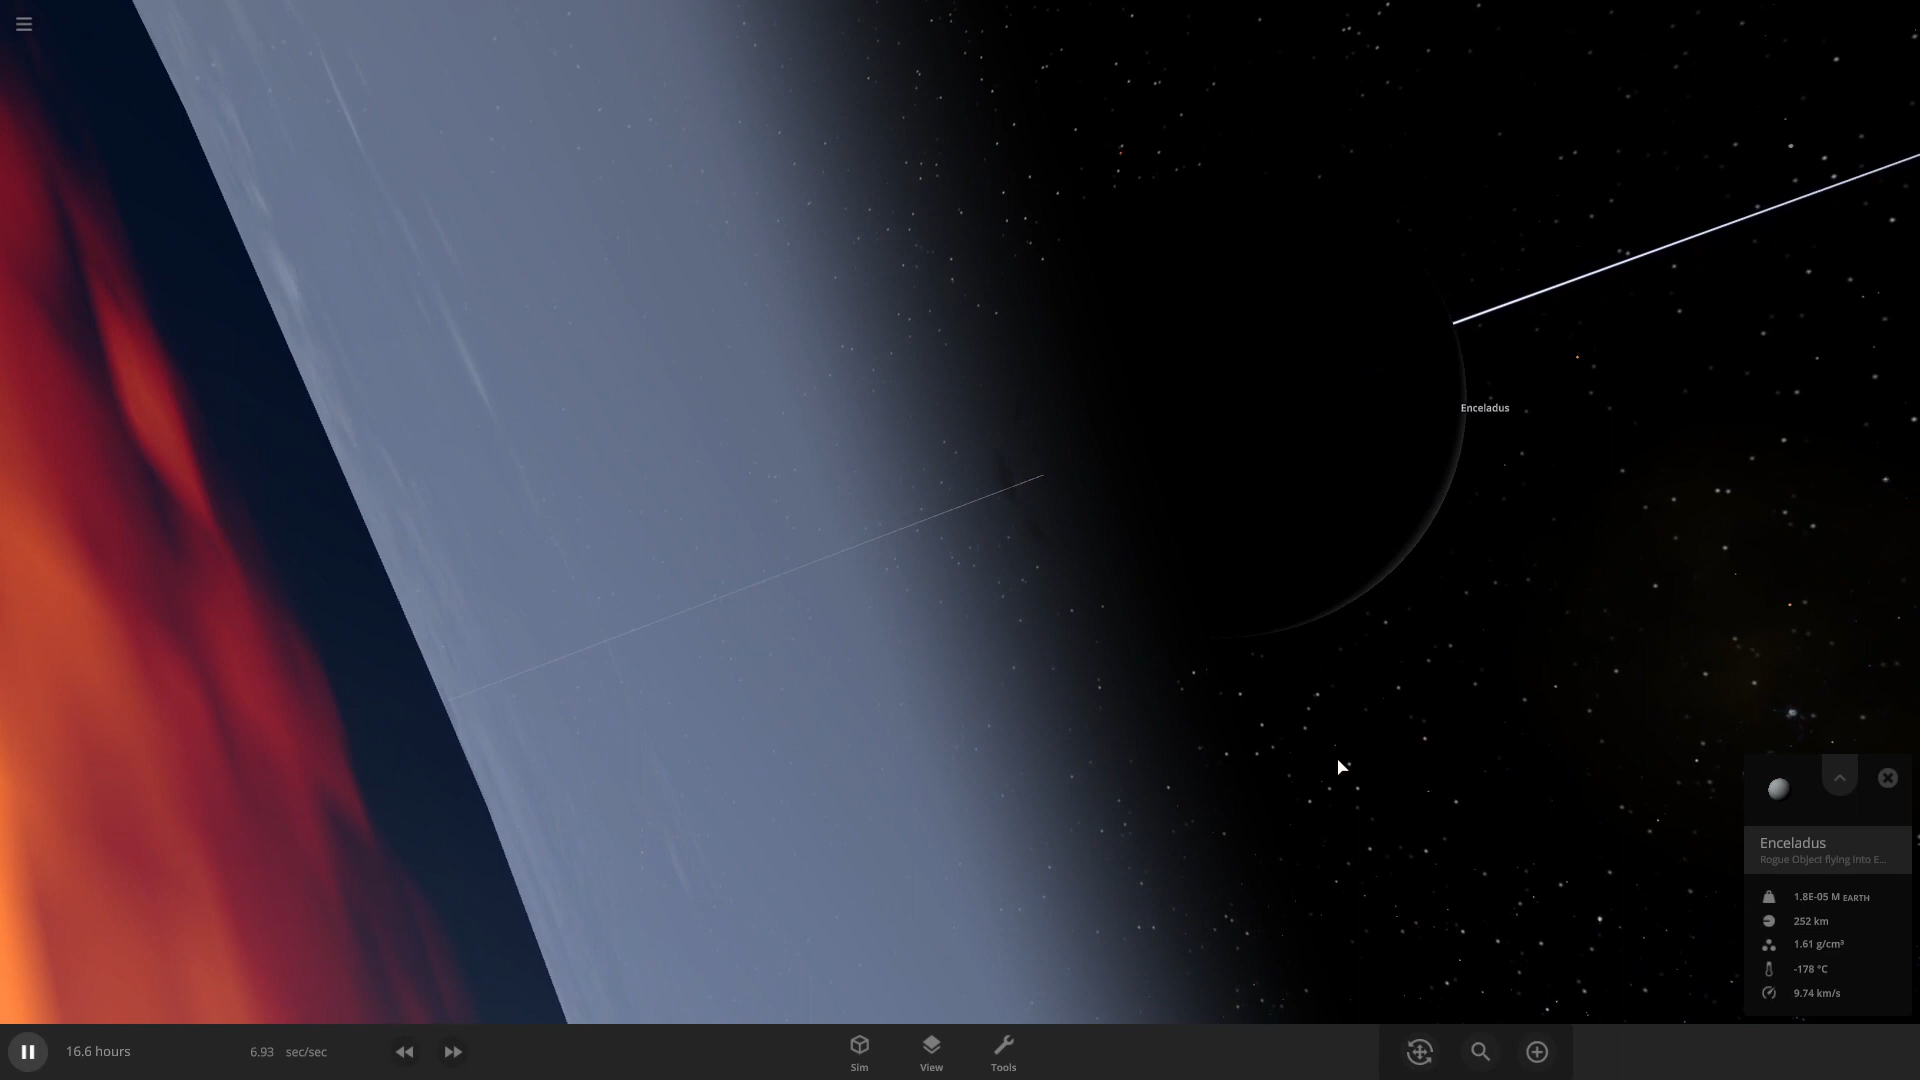 Enceladus
Enceladus
Rogue Object flying into E...
1.8E-05 M EARTH
252 km
1.61 g/cm³
-178 °C
9.74 km/s
16.6 hours
6.93 sec/sec
Sim
View
Tools